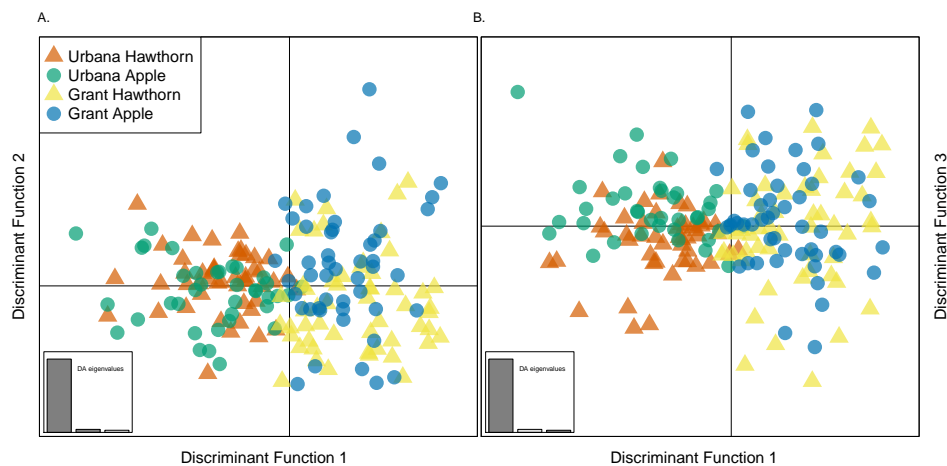 A.
B.
Urbana Hawthorn
Urbana Apple
Grant Hawthorn
Grant Apple
Discriminant Function 2
Discriminant Function 3
DA eigenvalues
DA eigenvalues
Discriminant Function 1
Discriminant Function 1